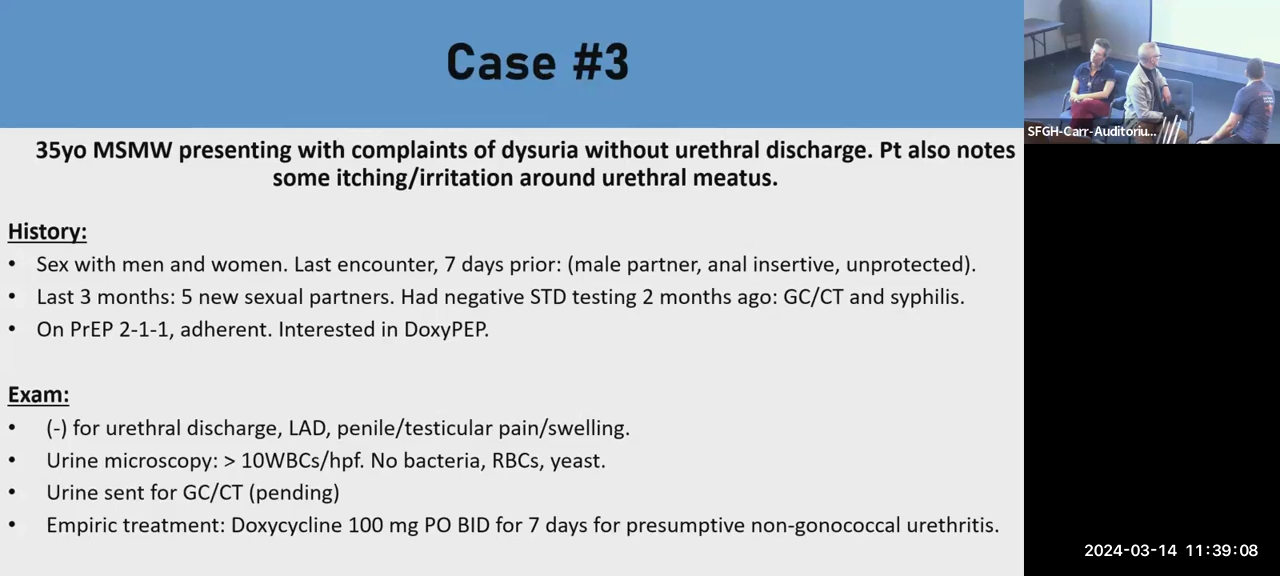 Case #3
35yo MSMW presenting with complaints of dysuria without urethral discharge. Pt also notes
some itching/irritation around urethral meatus.
History:
• Sex with men and women. Last encounter, 7 days prior: (male partner, anal insertive, unprotected).
• Last 3 months: 5 new sexual partners. Had negative STD testing 2 months ago: GC/CT and syphilis.
• On PrEP 2-1-1, adherent. Interested in DoxyPEP.
Exam:
• (-) for urethral discharge, LAD, penile/testicular pain/swelling.
• Urine microscopy: > 10WBCs/hpf. No bacteria, RBCs, yeast.
• Urine sent for GC/CT (pending)
• Empiric treatment: Doxycycline 100 mg PO BID for 7 days for presumptive non-gonococcal urethritis.
SFGH-Carr-Auditoriu...
2024-03-14 11:39:08